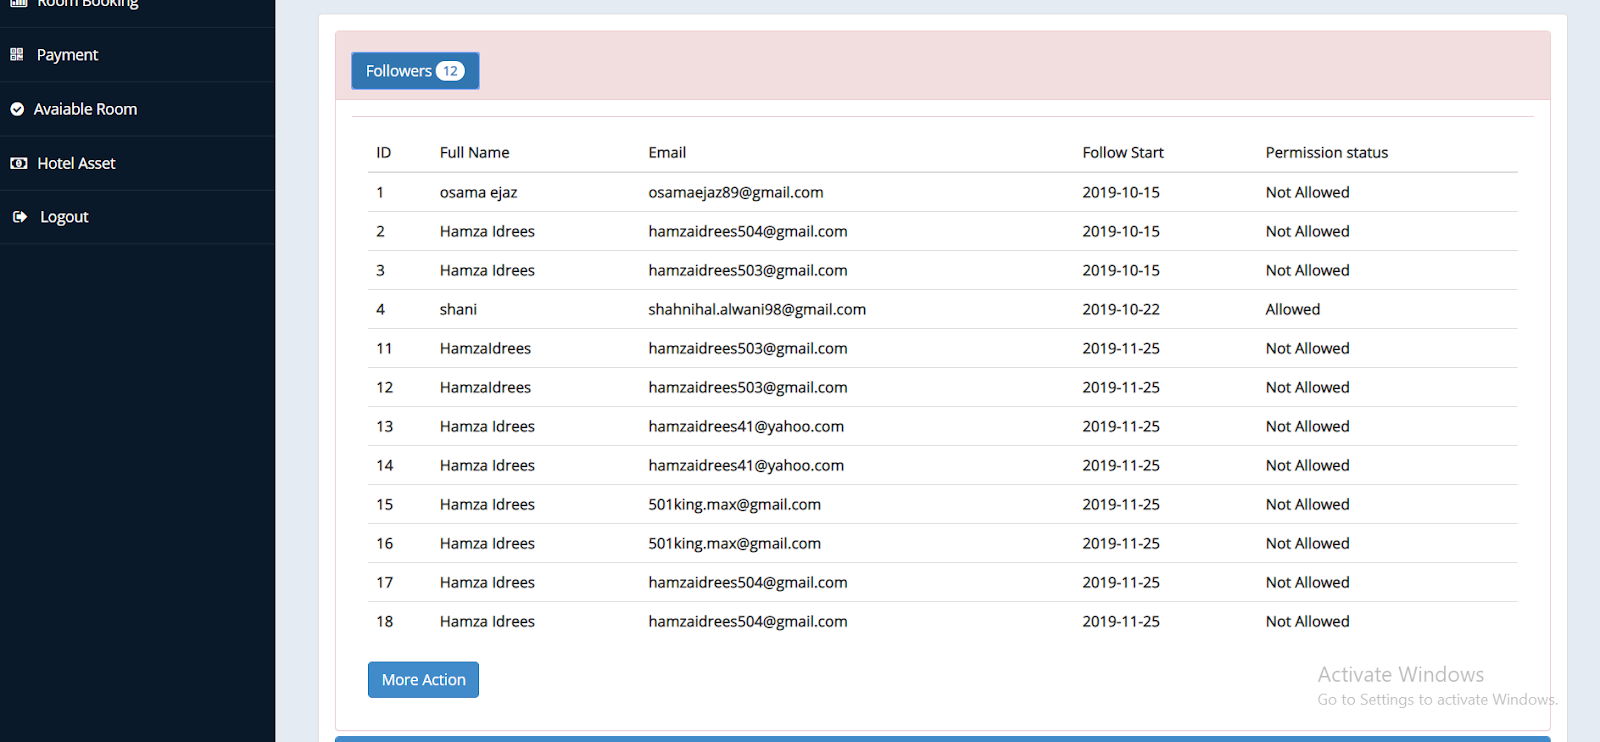 Room Booking
Payment
Avaiable Room
Hotel Asset
Logout
Followers 12
ID Full Name Email Follow Start Permission status
1 osama ejaz osamaejaz89@gmail.com 2019-10-15 Not Allowed
2 Hamza Idrees hamzaidrees504@gmail.com 2019-10-15 Not Allowed
3 Hamza Idrees hamzaidrees503@gmail.com 2019-10-15 Not Allowed
4 shani shahnihal.alwani98@gmail.com 2019-10-22 Allowed
11 HamzaIdrees hamzaidrees503@gmail.com 2019-11-25 Not Allowed
12 HamzaIdrees hamzaidrees503@gmail.com 2019-11-25 Not Allowed
13 Hamza Idrees hamzaidrees41@yahoo.com 2019-11-25 Not Allowed
14 Hamza Idrees hamzaidrees41@yahoo.com 2019-11-25 Not Allowed
15 Hamza Idrees 501king.max@gmail.com 2019-11-25 Not Allowed
16 Hamza Idrees 501king.max@gmail.com 2019-11-25 Not Allowed
17 Hamza Idrees hamzaidrees504@gmail.com 2019-11-25 Not Allowed
18 Hamza Idrees hamzaidrees504@gmail.com 2019-11-25 Not Allowed
More Action
Activate Windows
Go to Settings to activate Windows.